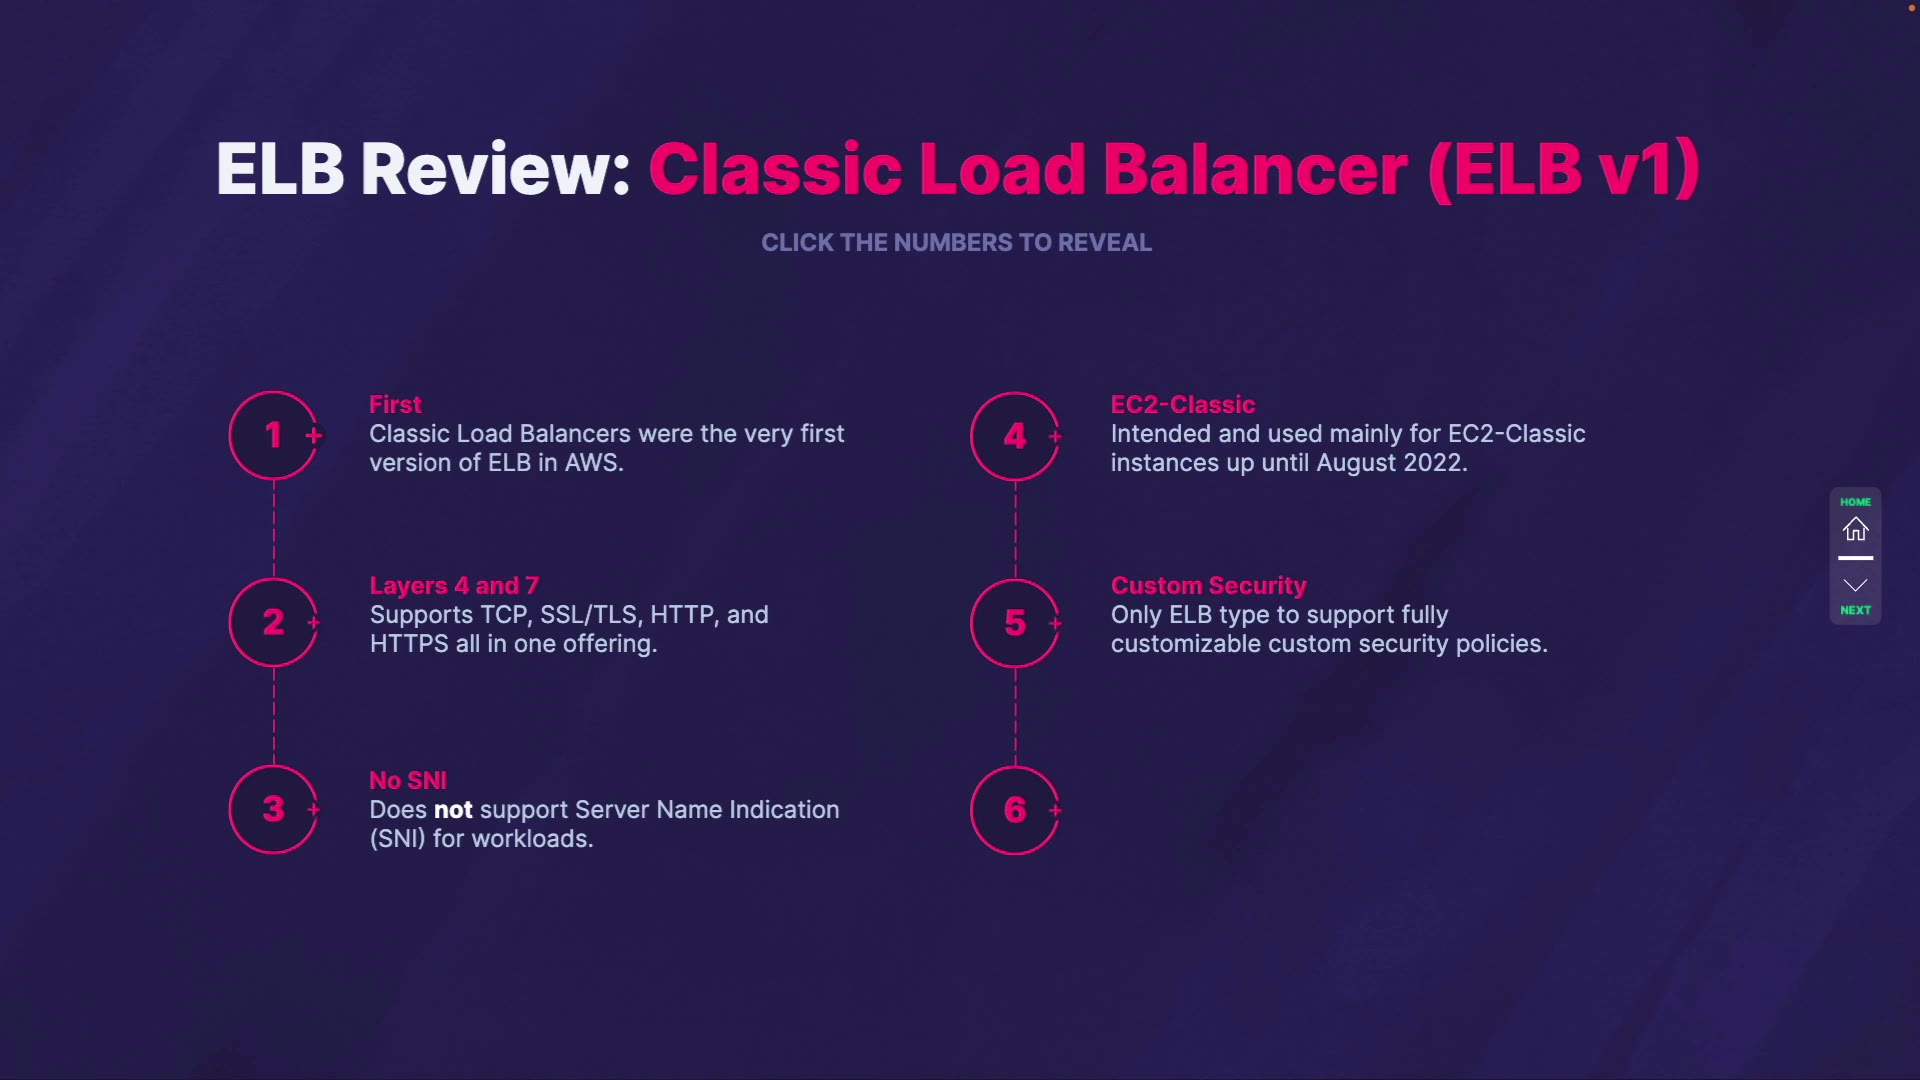 ELB Review: Classic Load Balancer (ELB v1)
CLICK THE NUMBERS TO REVEAL
1
First
Classic Load Balancers were the very first
version of ELB in AWS.
2
Layers 4 and 7
Supports TCP, SSL/TLS, HTTP, and
HTTPS all in one offering.
3
No SNI
Does not support Server Name Indication
(SNI) for workloads.
4
EC2-Classic
Intended and used mainly for EC2-Classic
instances up until August 2022.
5
Custom Security
Only ELB type to support fully
customizable custom security policies.
6
HOME
NEXT